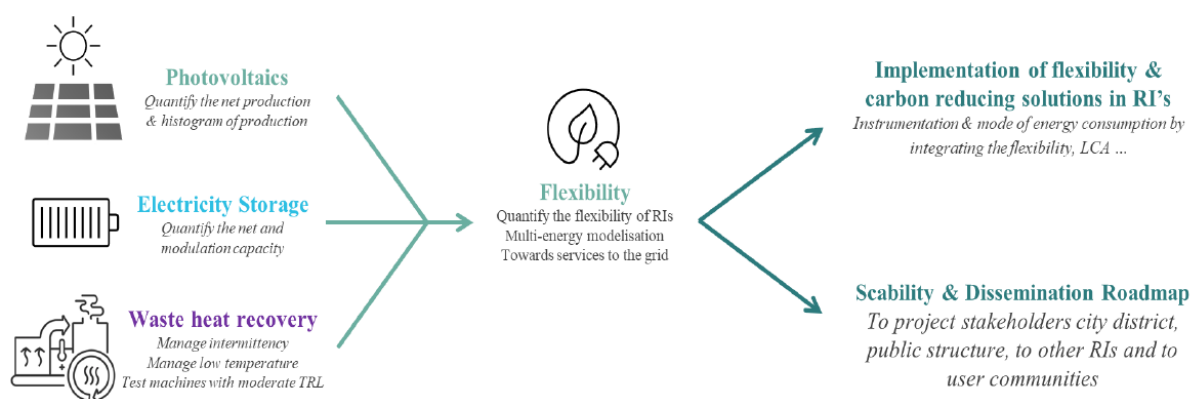 Photovoltaics
Quantify the net production
& histogram of production
Electricity Storage
Quantify the net and
modulation capacity
Waste heat recovery
Manage intermittency
Manage low temperature
Test machines with moderate TRL
Flexibility
Quantify the flexibility of RIs
Multi-energy modelisation
Towards services to the grid
Implementation of flexibility &
carbon reducing solutions in RI's
Instrumentation & mode of energy consumption by
integrating the flexibility, LCA ...
Scability & Dissemination Roadmap
To project stakeholders city district,
public structure, to other RIs and to
user communities